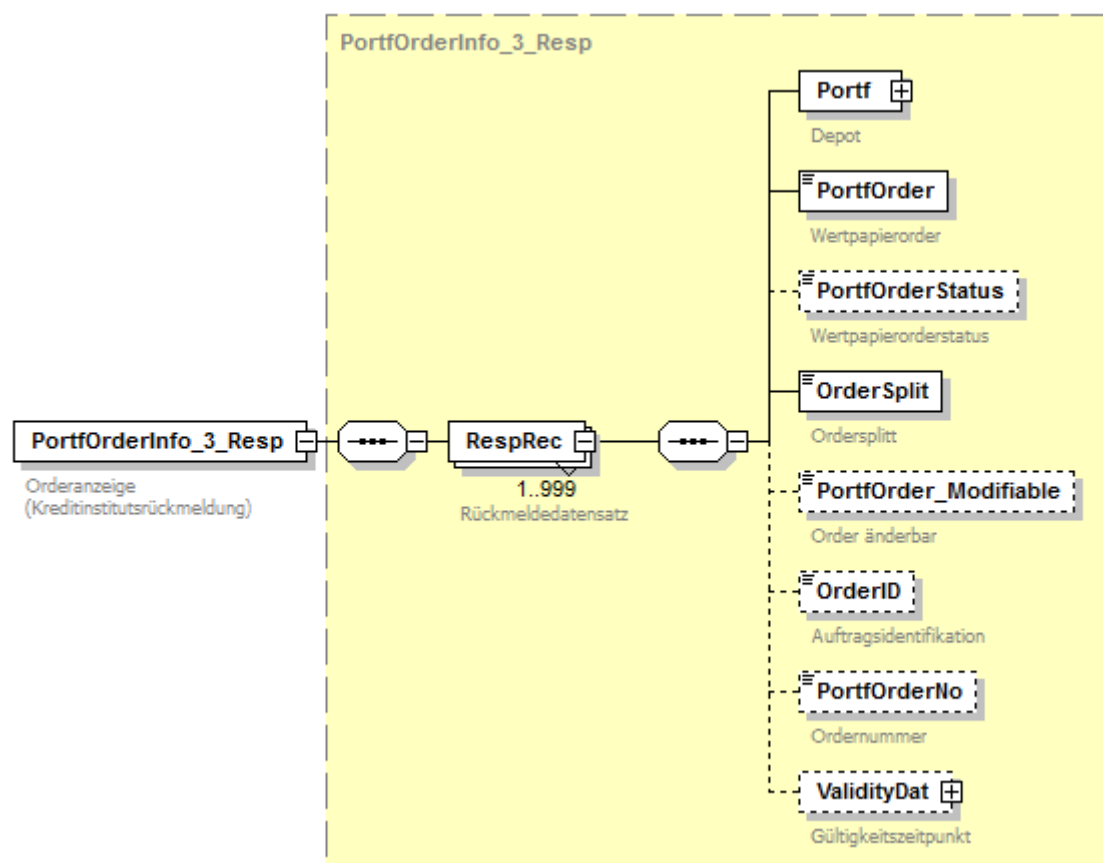 PortfOrderInfo_3_Resp
Portf
Depot
PortfOrder
Wertpapierorder
PortfOrderStatus
Wertpapierorderstatus
OrderSplit
Ordersplitt
PortfOrderInfo_3_Resp
Orderanzeige
(Kreditinstitutsrückmeldung)
RespRec
1..999
Rückmeldedatensatz
PortfOrder_Modifiable
Order änderbar
OrderID
Auftragsidentifikation
PortfOrderNo
Ordernummer
ValidityDat
Gültigkeitszeitpunkt